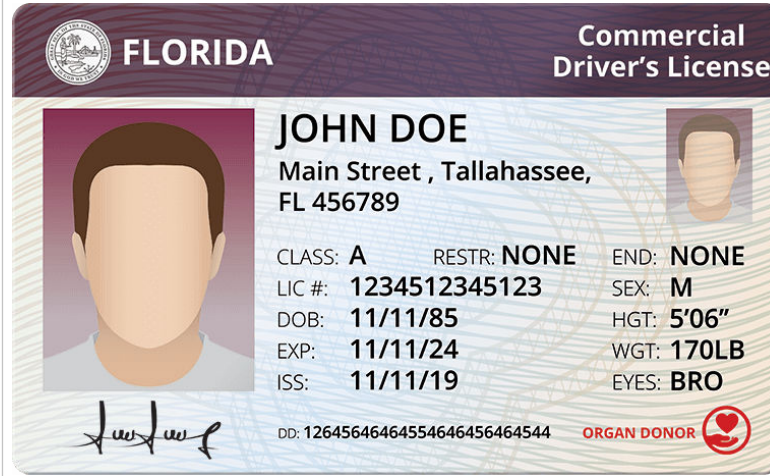 FLORIDA
Commercial
Driver's License
JOHN DOE
Main Street , Tallahassee,
FL 456789
CLASS: A RESTR: NONE END: NONE
LIC #: 1234512345123 SEX: M
DOB: 11/11/85 HGT: 5'06"
EXP: 11/11/24 WGT: 170LB
ISS: 11/11/19 EYES: BRO
DD: 12645646464554646456464544 ORGAN DONOR